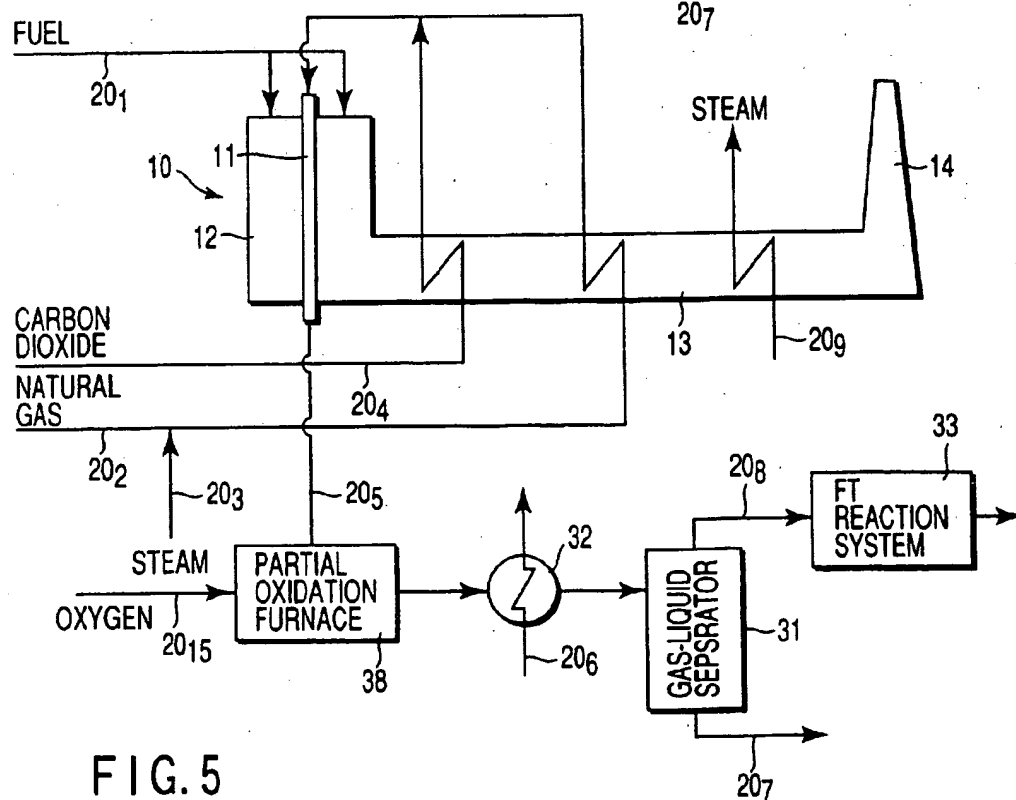 20₇
FUEL
20₁
STEAM
11
10
14
12
CARBON
DIOXIDE
13
20₉
20₄
NATURAL
GAS
20₂
33
20₃
20₅
20₈
FT
REACTION
SYSTEM
STEAM
32
PARTIAL
OXIDATION
FURNACE
OXYGEN
20₁₅
GAS-LIQUID
SEPSRATOR
31
38
20₆
FIG. 5
20₇